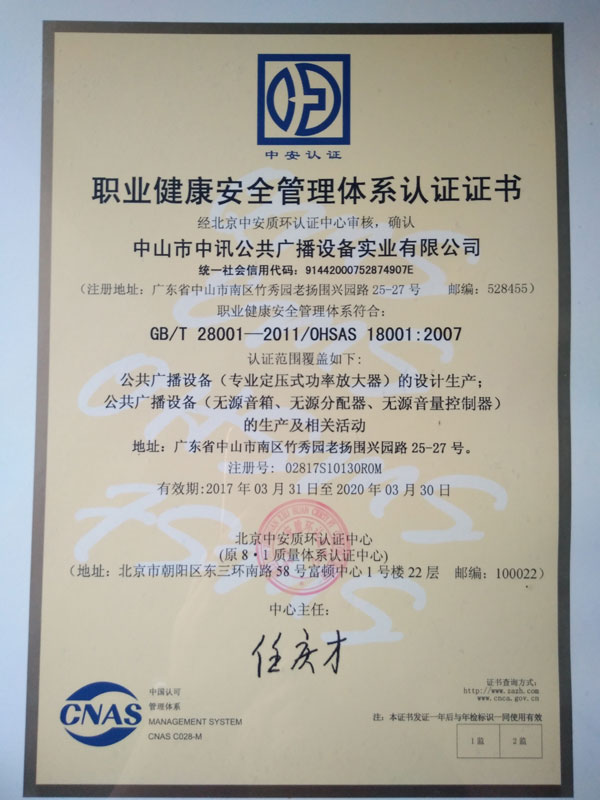 中安认证
职业健康安全管理体系认证证书
经北京中安质环认证中心审核，确认
中山市中讯公共广播设备实业有限公司
统一社会信用代码：91442000752874907E
（注册地址：广东省中山市南区竹秀园老扬围兴园路 25-27 号 邮编：528455）
职业健康安全管理体系符合：
GB/T 28001—2011/OHSAS 18001:2007
认证范围覆盖如下：
公共广播设备（专业定压式功率放大器）的设计生产；
公共广播设备（无源音箱、无源分配器、无源音量控制器）
的生产及相关活动
地址：广东省中山市南区竹秀园老扬围兴园路 25-27 号。
注册号：02817S10130R0M
有效期：2017 年 03 月 31 日至 2020 年 03 月 30 日
北京中安质环认证中心
(原 8·1 质量体系认证中心)
（地址：北京市朝阳区东三环南路 58 号富顿中心 1 号楼 22 层 邮编：100022）
中心主任：
任庆才
CNAS
中国认可
管理体系
MANAGEMENT SYSTEM
CNAS C028-M
证书查询方式：
http://www.zazh.com
www.cnca.gov.cn
注：本证书发证一年后与年检标识一同使用有效
1 监 2 监